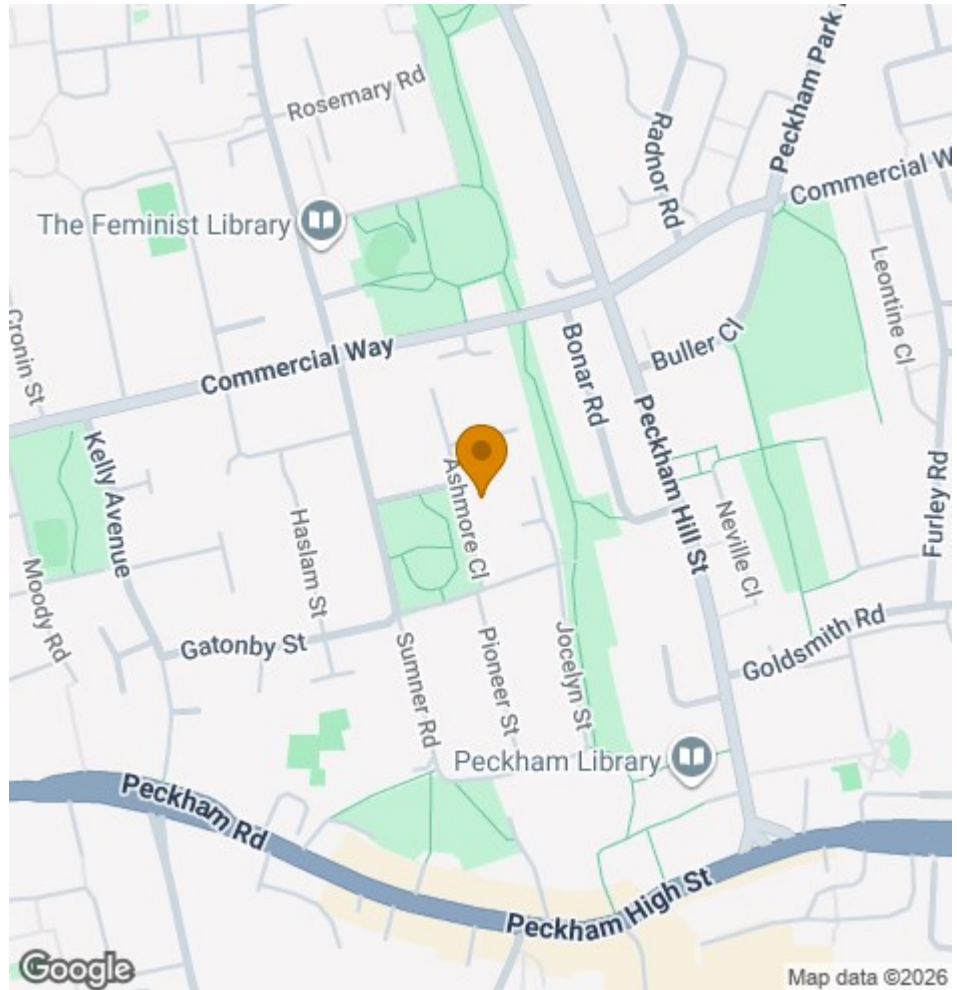 Rosemary Rd
Radnor Rd
Peckham Park
Commercial W
The Feminist Library
Leontine Cl
Cronin St
Commercial Way
Bonar Rd
Buller Cl
Kelly Avenue
Ashmore Cl
Peckham Hill St
Neville Cl
Furley Rd
Haslam St
Moody Rd
Gatonby St
Sumner Rd
Pioneer St
Jocelyn St
Goldsmith Rd
Peckham Library
Peckham Rd
Peckham High St
Google
Map data ©2026